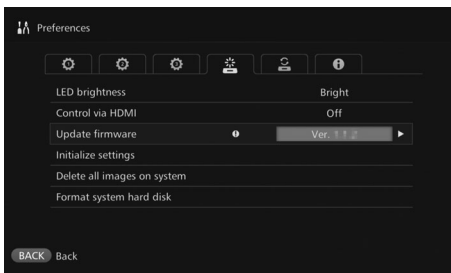 Preferences
LED brightness Bright
Control via HDMI Off
Update firmware Ver.
Initialize settings
Delete all images on system
Format system hard disk
BACK Back